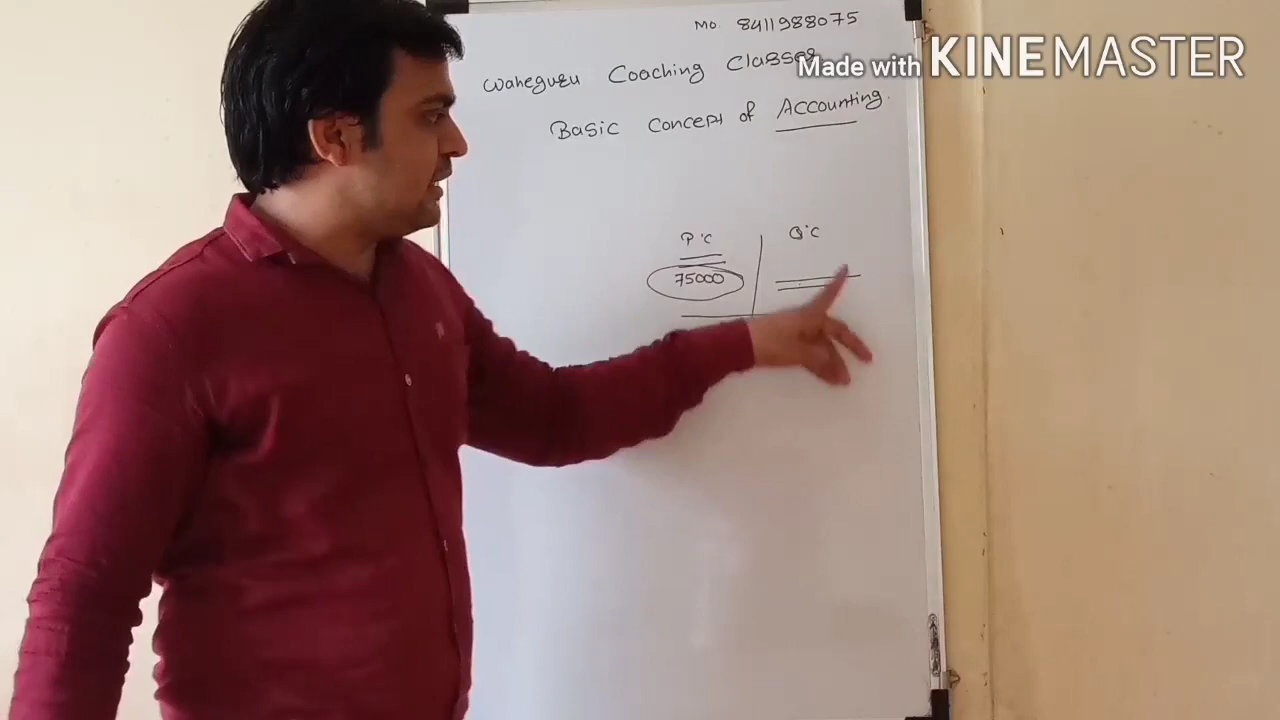 Mo. 8411988075
Waheguru Coaching Classes
Made with KINEMASTER
Basic Concept of Accounting.
P'c Q'c
75000